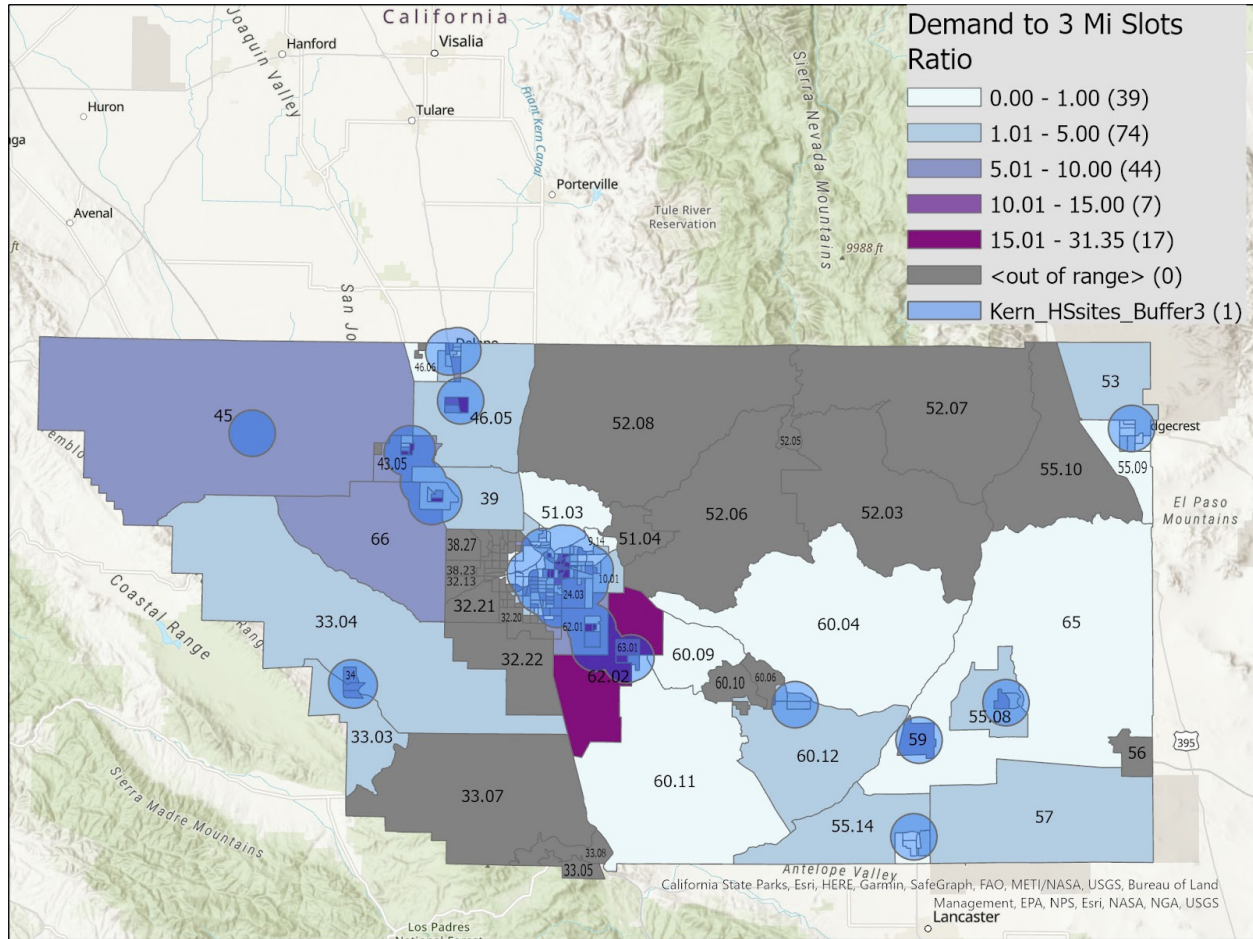 California
Visalia
Hanford
Joaquin Valley
Huron
Tulare
Friant Kern Canal
Sierra Nevada Mountains
Porterville
Avenal
Tule River
Reservation
9988 ft
San Jo
Demand to 3 Mi Slots
Ratio
0.00 - 1.00 (39)
1.01 - 5.00 (74)
5.01 - 10.00 (44)
10.01 - 15.00 (7)
15.01 - 31.35 (17)
<out of range> (0)
Kern_HSsites_Buffer3 (1)
Delano
46.06
53
45
46.05
52.08
52.07
52.05
dgecrest
43.05
55.09
55.10
39
51.03
52.06
52.03
El Paso
Mountains
66
38.27
9.14
51.04
38.23
32.13
10.01
24.03
32.21
32.20
62.01
33.04
60.04
65
Coastal Range
32.22
63.01
60.09
62.02
34
60.10
60.06
55.08
33.03
59
56
395
60.12
60.11
33.07
57
55.14
Sierra Madre Mountains
33.08
33.05
Antelope Valley
California State Parks, Esri, HERE, Garmin, SafeGraph, FAO, METI/NASA, USGS, Bureau of Land
Management, EPA, NPS, Esri, NASA, NGA, USGS
Lancaster
Los Padres